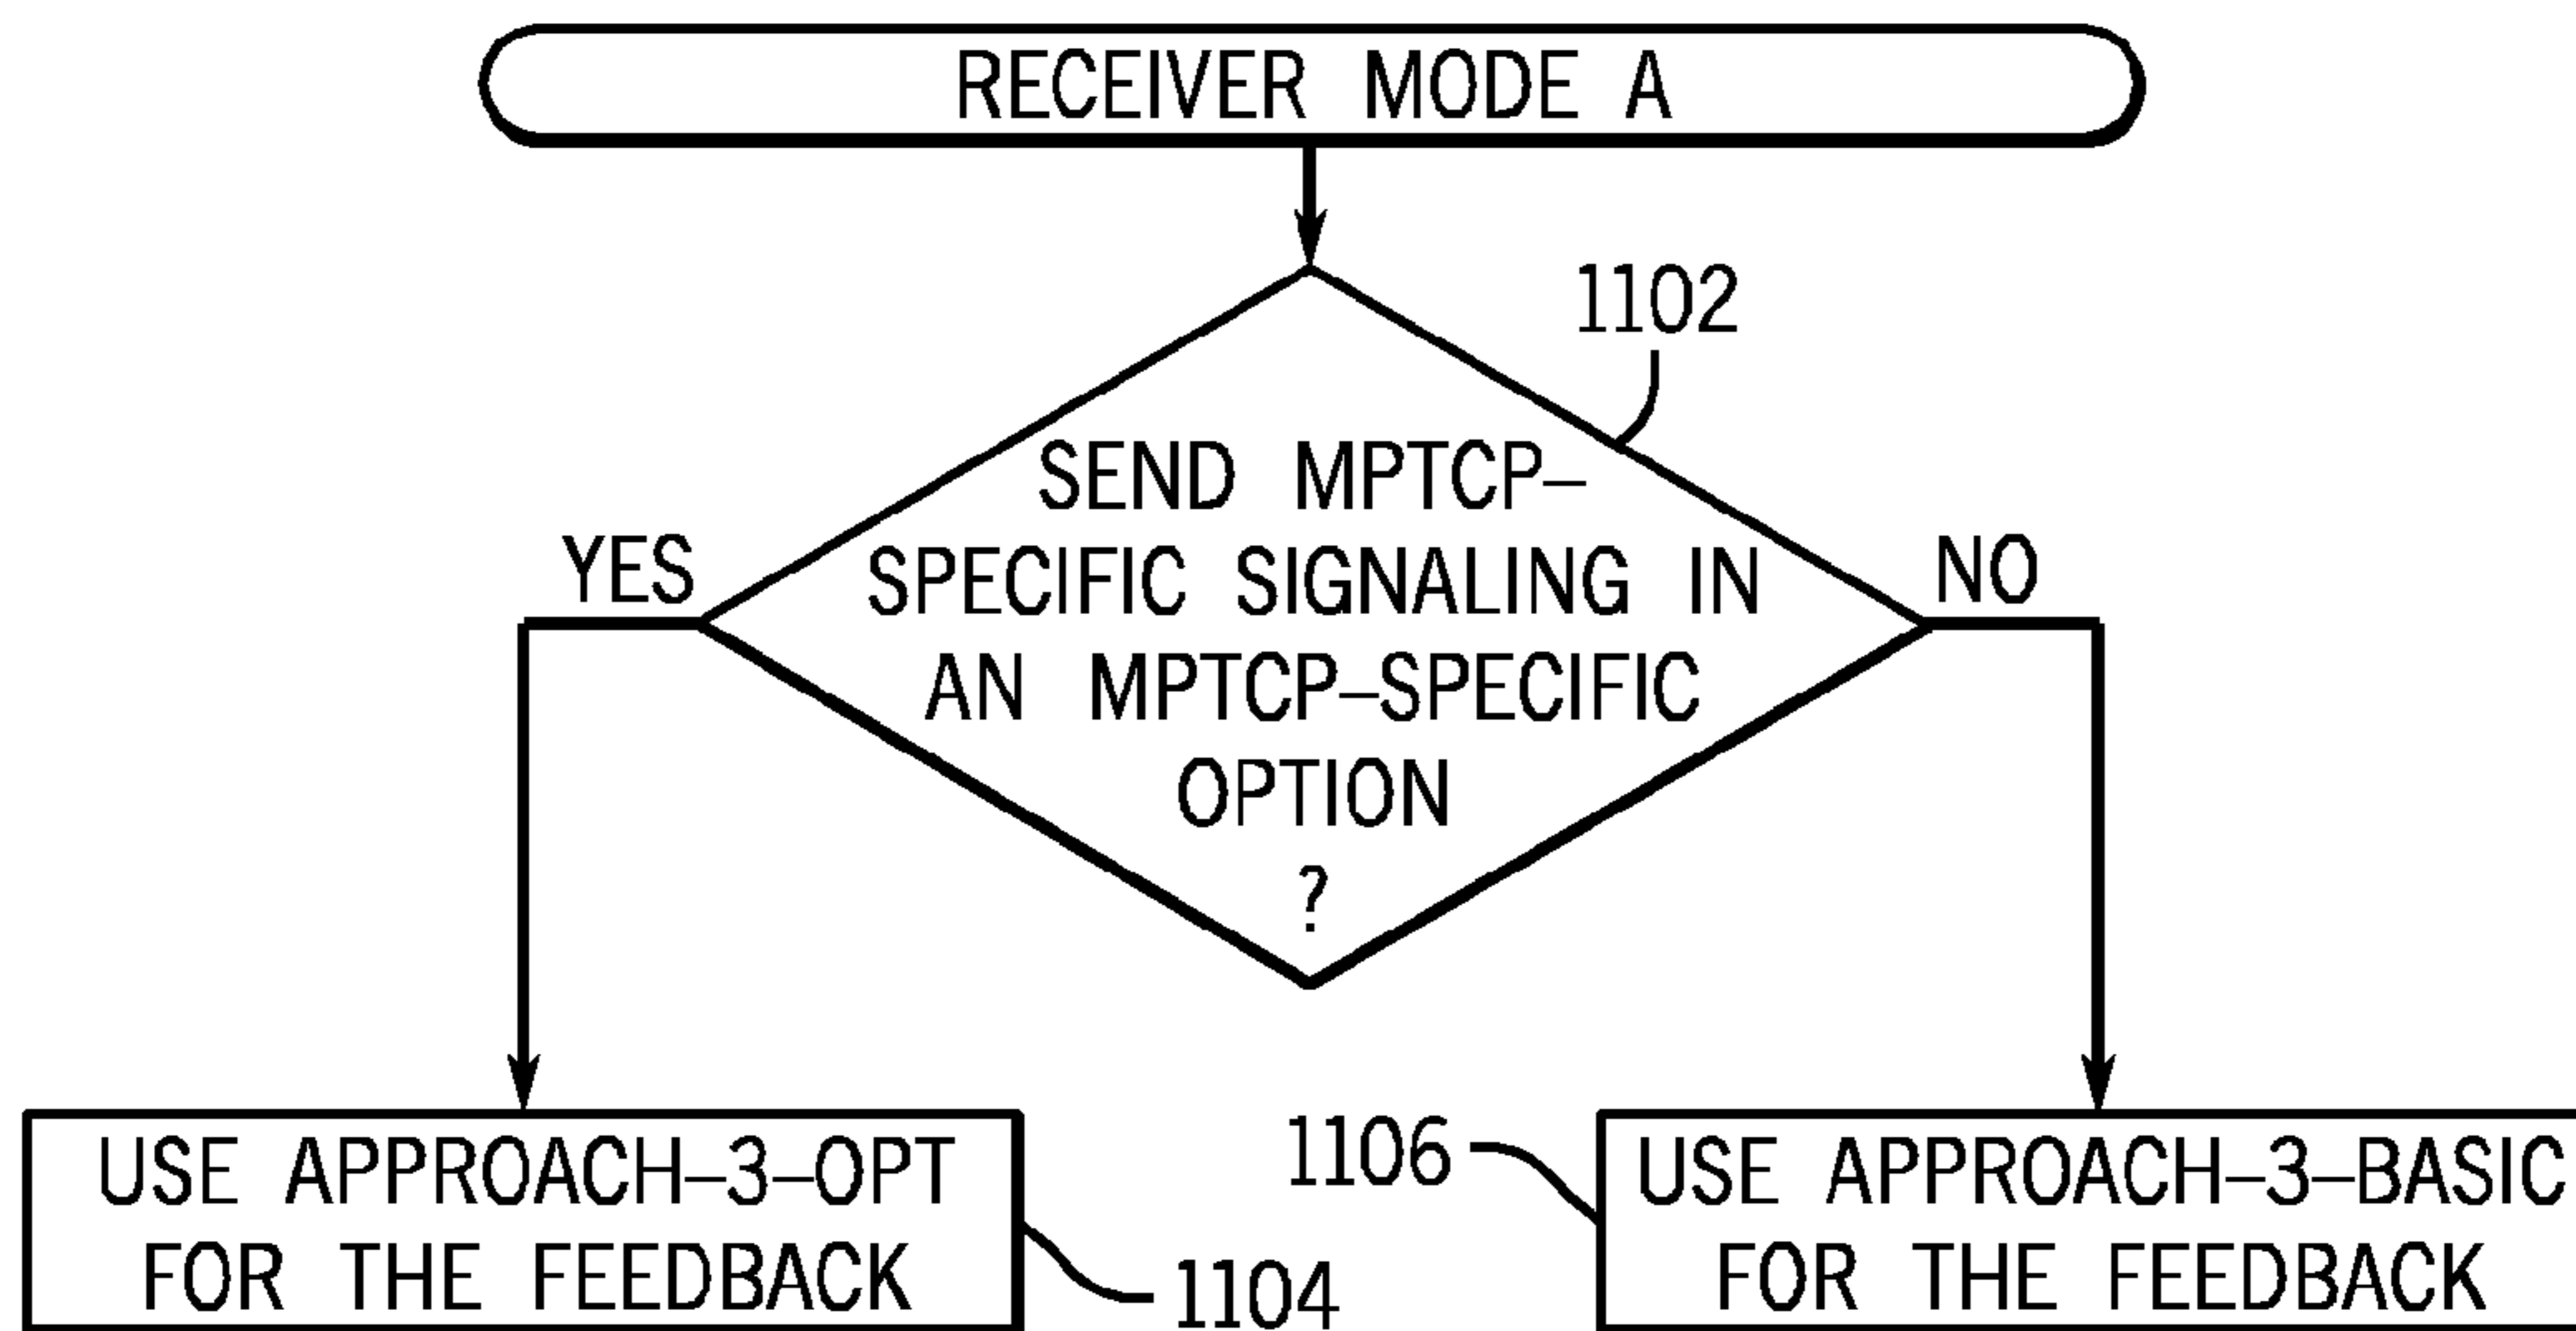 RECEIVER MODE A
1102
SEND MPTCP–
SPECIFIC SIGNALING IN
AN MPTCP–SPECIFIC
OPTION
?
YES
NO
USE APPROACH–3–OPT
FOR THE FEEDBACK
1104
1106
USE APPROACH–3–BASIC
FOR THE FEEDBACK